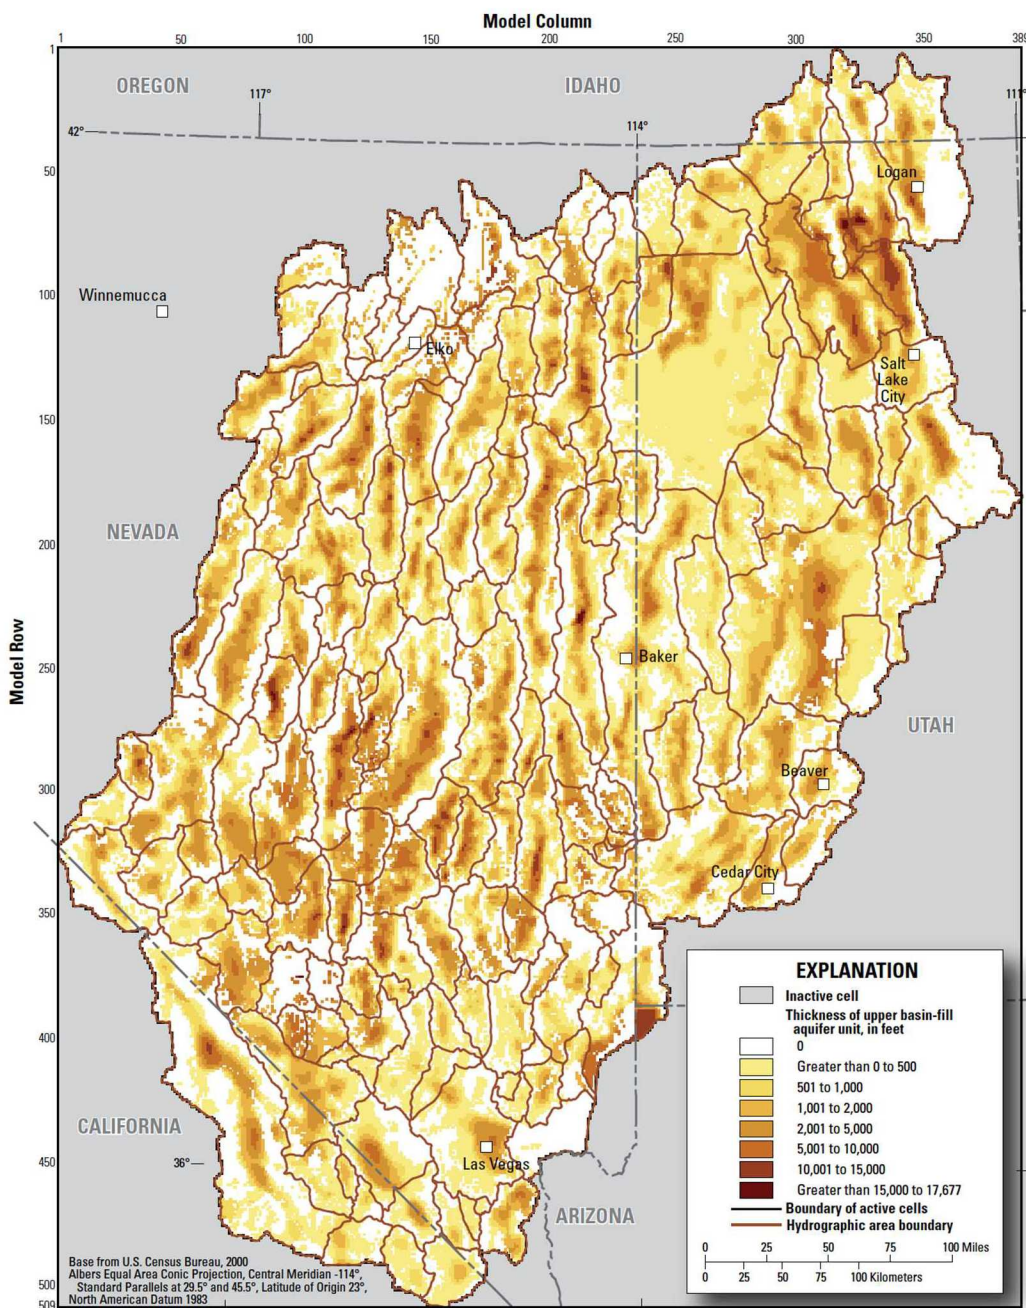 Model Column
1 50 100 150 200 250 300 350 389
1
OREGON
IDAHO
117°
114°
111°
42°
50
Logan
100
Winnemucca
Elko
Salt
Lake
City
150
NEVADA
200
Model Row
250
Baker
UTAH
Beaver
300
Cedar City
350
400
CALIFORNIA
36°
450
Las Vegas
ARIZONA
500
509
EXPLANATION
Inactive cell
Thickness of upper basin-fill
aquifer unit, in feet
0
Greater than 0 to 500
501 to 1,000
1,001 to 2,000
2,001 to 5,000
5,001 to 10,000
10,001 to 15,000
Greater than 15,000 to 17,677
Boundary of active cells
Hydrographic area boundary
0 25 50 75 100 Miles
0 25 50 75 100 Kilometers
Base from U.S. Census Bureau, 2000
Albers Equal Area Conic Projection, Central Meridian -114°,
Standard Parallels at 29.5° and 45.5°, Latitude of Origin 23°,
North American Datum 1983